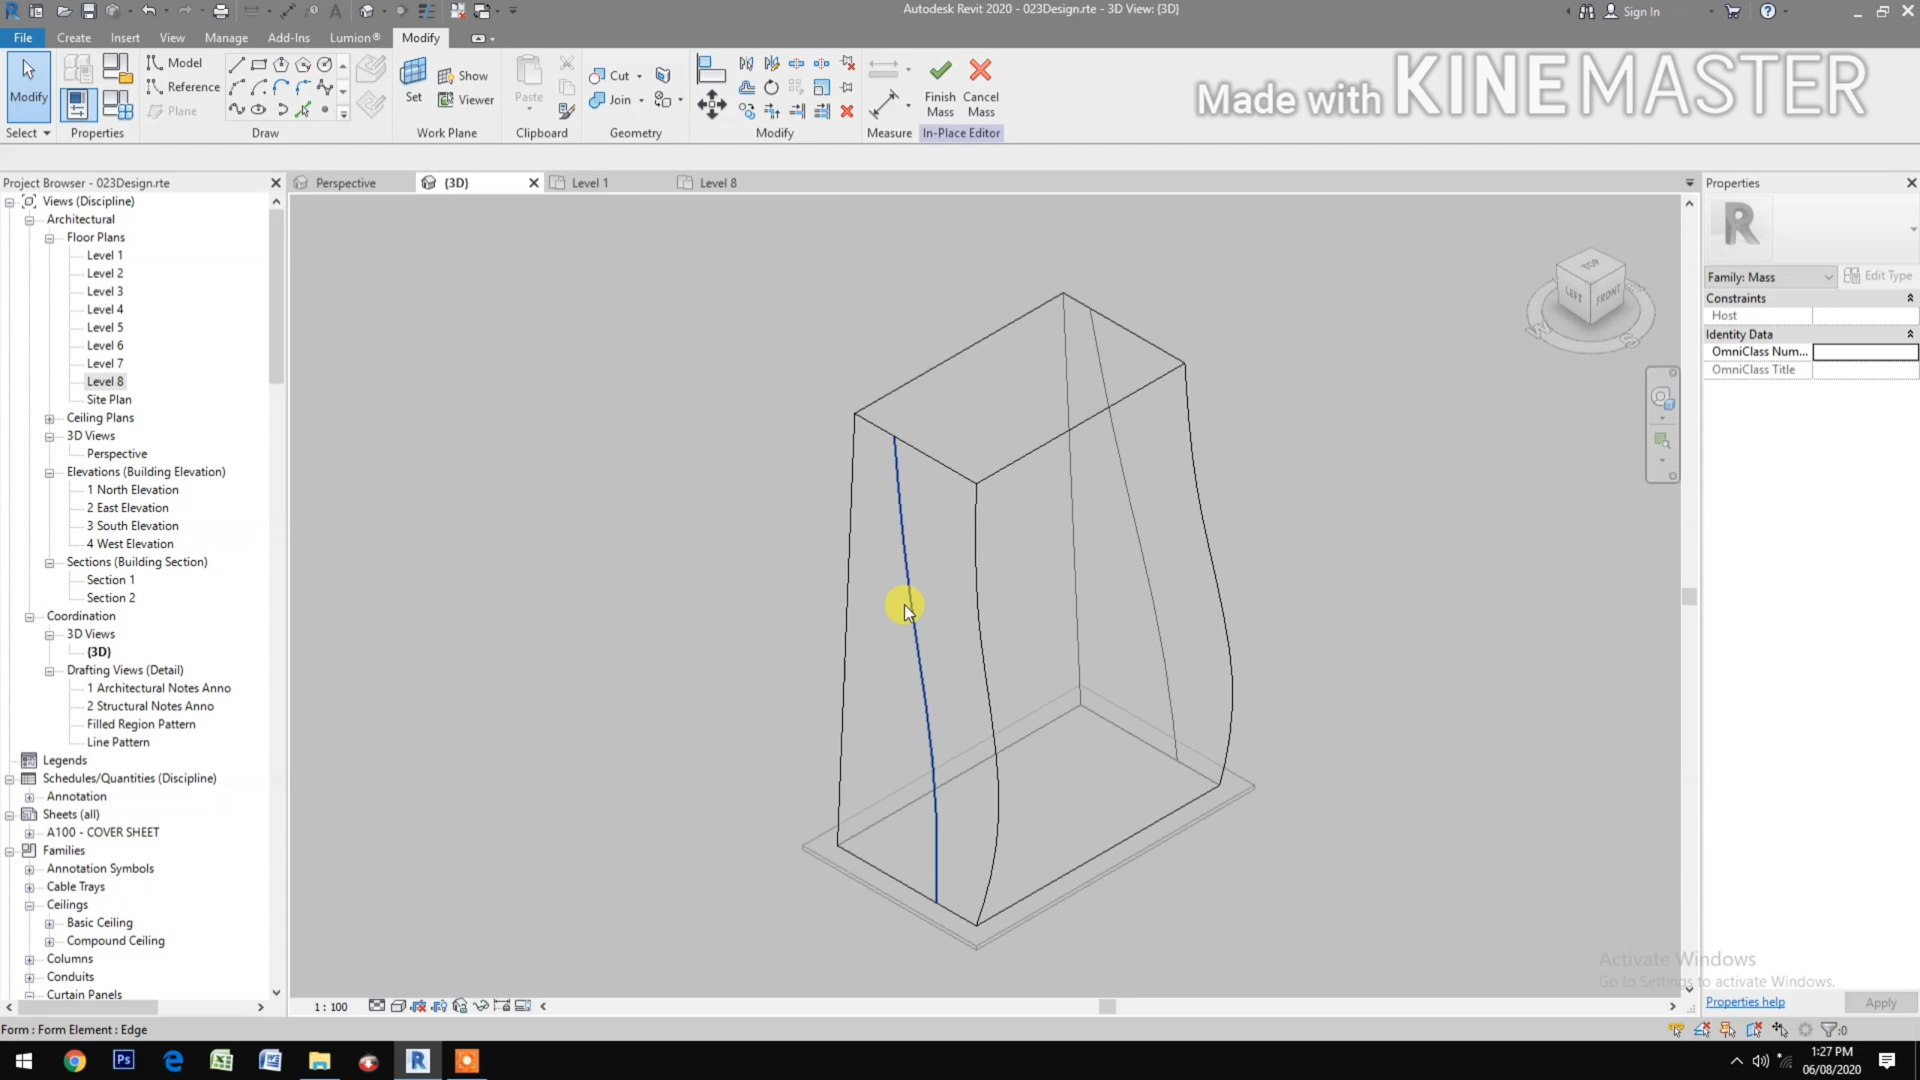 Autodesk Revit 2020 - 023Design.rte - 3D View: {3D}
Sign In
File
Create
Insert
View
Manage
Add-Ins
Lumion®
Modify
Modify
Select
Properties
Model
Reference
Plane
Draw
Set
Show
Viewer
Work Plane
Paste
Clipboard
Cut
Join
Geometry
Modify
Measure
Finish
Mass
Cancel
Mass
In-Place Editor
Made with KINEMASTER
Project Browser - 023Design.rte
Views (Discipline)
Architectural
Floor Plans
Level 1
Level 2
Level 3
Level 4
Level 5
Level 6
Level 7
Level 8
Site Plan
Ceiling Plans
3D Views
Perspective
Elevations (Building Elevation)
1 North Elevation
2 East Elevation
3 South Elevation
4 West Elevation
Sections (Building Section)
Section 1
Section 2
Coordination
3D Views
{3D}
Drafting Views (Detail)
1 Architectural Notes Anno
2 Structural Notes Anno
Filled Region Pattern
Line Pattern
Legends
Schedules/Quantities (Discipline)
Annotation
Sheets (all)
A100 - COVER SHEET
Families
Annotation Symbols
Cable Trays
Ceilings
Basic Ceiling
Compound Ceiling
Columns
Conduits
Curtain Panels
Perspective
{3D}
Level 1
Level 8
TOP
LEFT
FRONT
W
S
Properties
Family: Mass
Edit Type
Constraints
Host
Identity Data
OmniClass Num...
OmniClass Title
Activate Windows
Go to Settings to activate Windows.
Properties help
Apply
1 : 100
Form : Form Element : Edge
:0
1:27 PM
06/08/2020